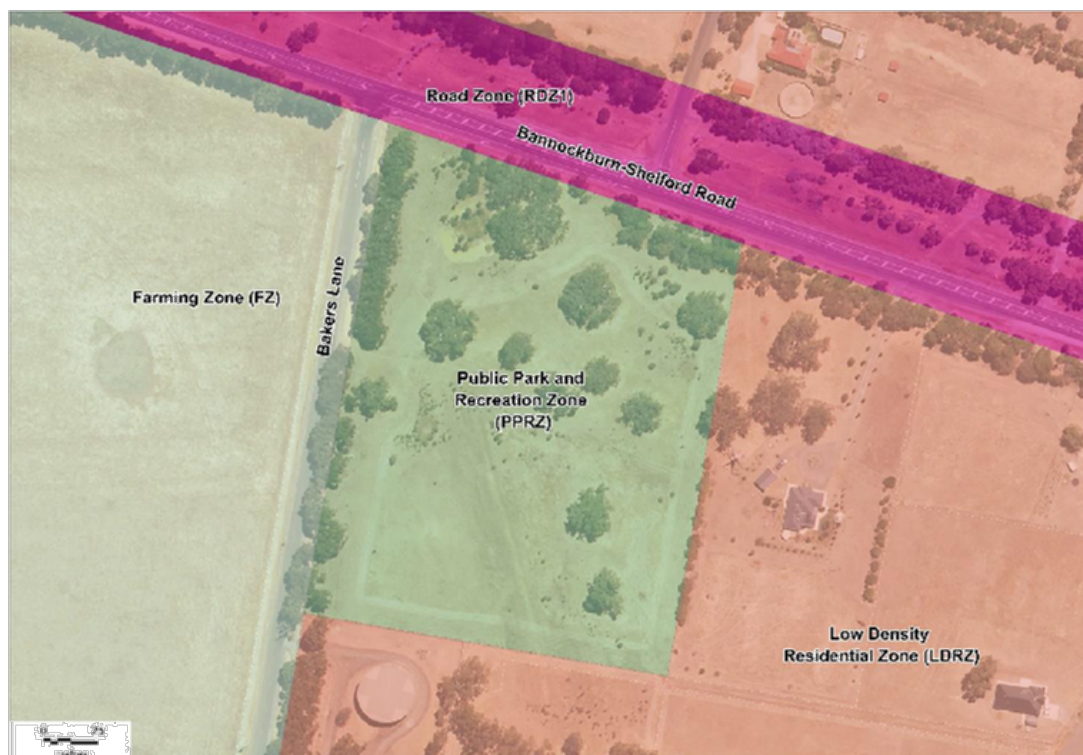 Road Zone (RDZ1)
Bannockburn-Shelford Road
Farming Zone (FZ)
Bakers Lane
Public Park and
Recreation Zone
(PPRZ)
Low Density
Residential Zone (LDRZ)